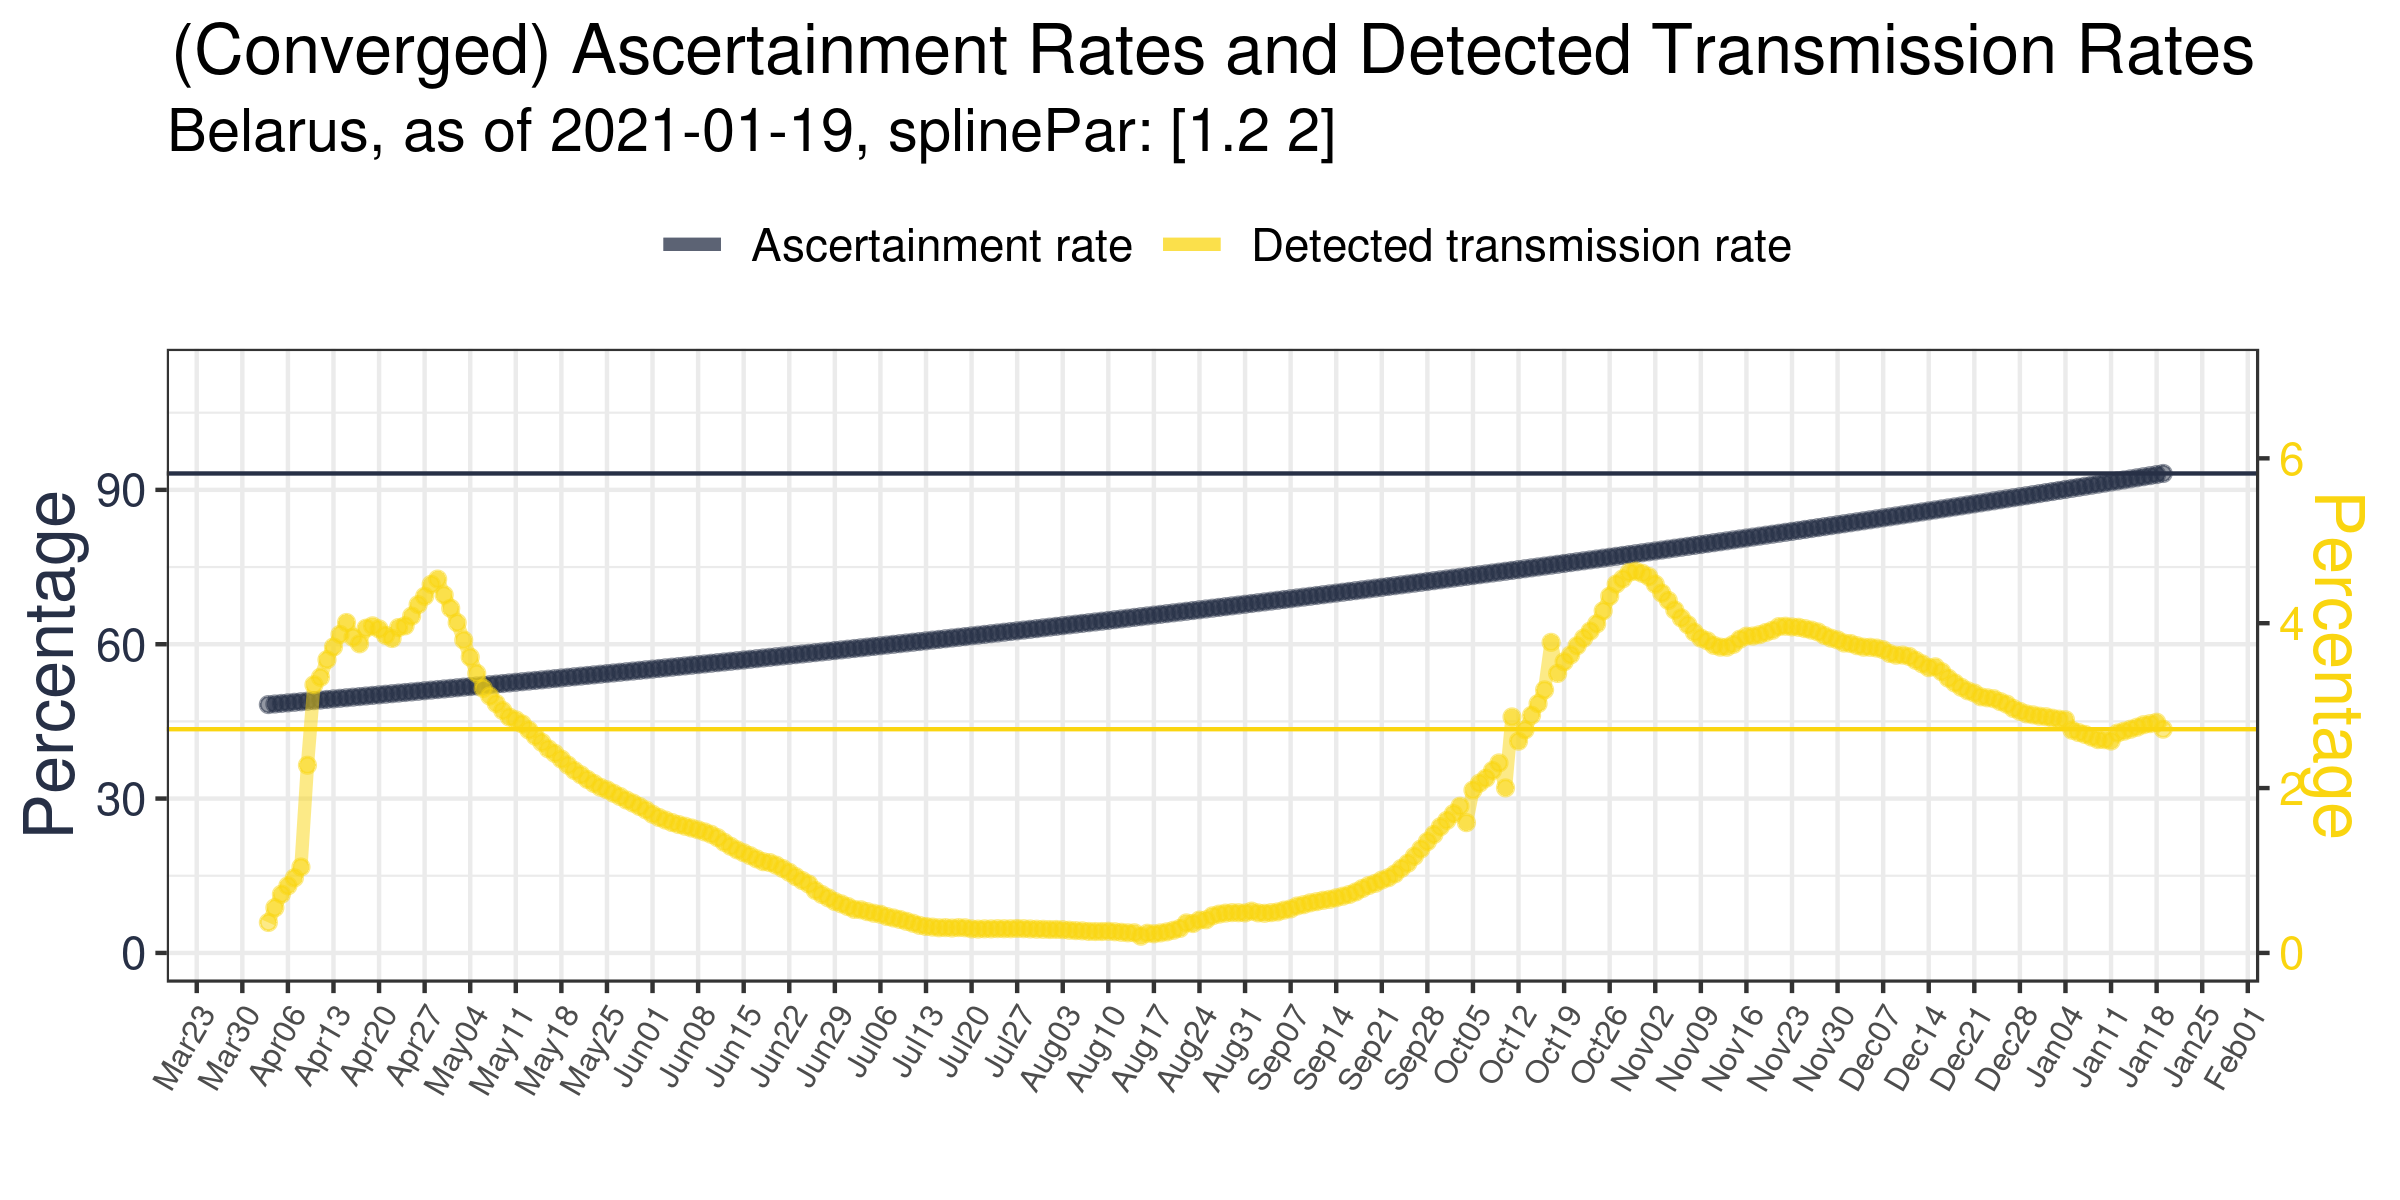 (Converged) Ascertainment Rates and Detected Transmission Rates
Belarus, as of 2021-01-19, splinePar: [1.2 2]
Ascertainment rate Detected transmission rate
Percentage
90
60
30
0
6
4
2
0
Percentage
Mar23 Mar30 Apr06 Apr13 Apr20 Apr27 May04 May11 May18 May25 Jun01 Jun08 Jun15 Jun22 Jun29 Jul06 Jul13 Jul20 Jul27 Aug03 Aug10 Aug17 Aug24 Aug31 Sep07 Sep14 Sep21 Sep28 Oct05 Oct12 Oct19 Oct26 Nov02 Nov09 Nov16 Nov23 Nov30 Dec07 Dec14 Dec21 Dec28 Jan04 Jan11 Jan18 Jan25 Feb01